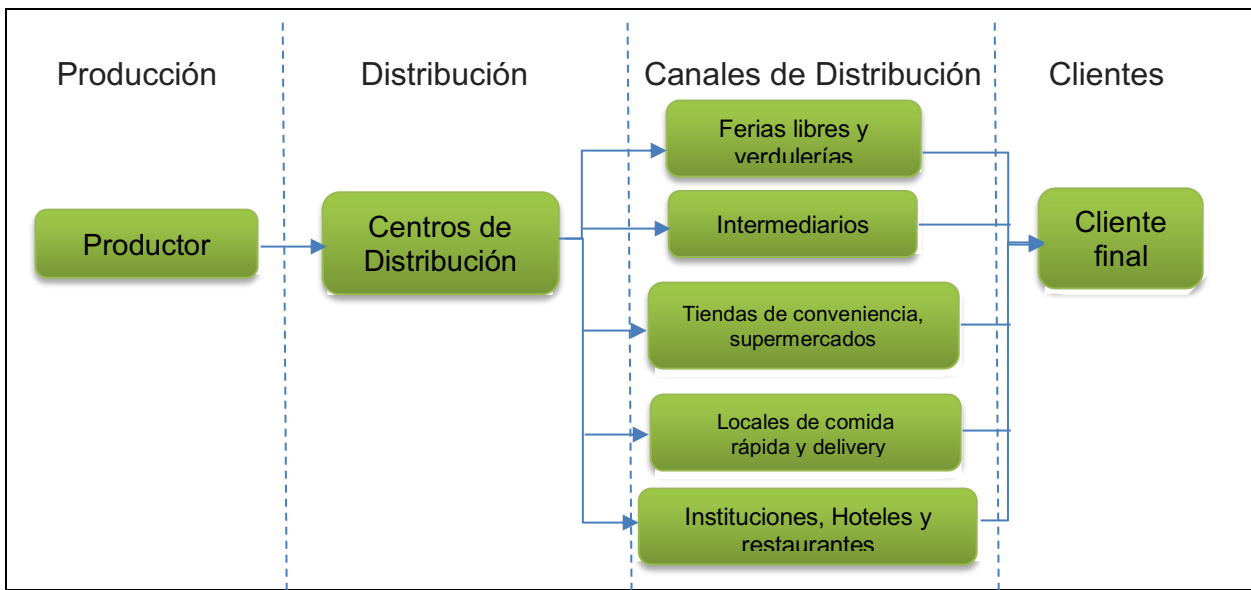 Producción
Distribución
Canales de Distribución
Clientes
Productor
Centros de
Distribución
Ferias libres y
verdulerías
Intermediarios
Tiendas de conveniencia,
supermercados
Locales de comida
rápida y delivery
Instituciones, Hoteles y
restaurantes
Cliente
final